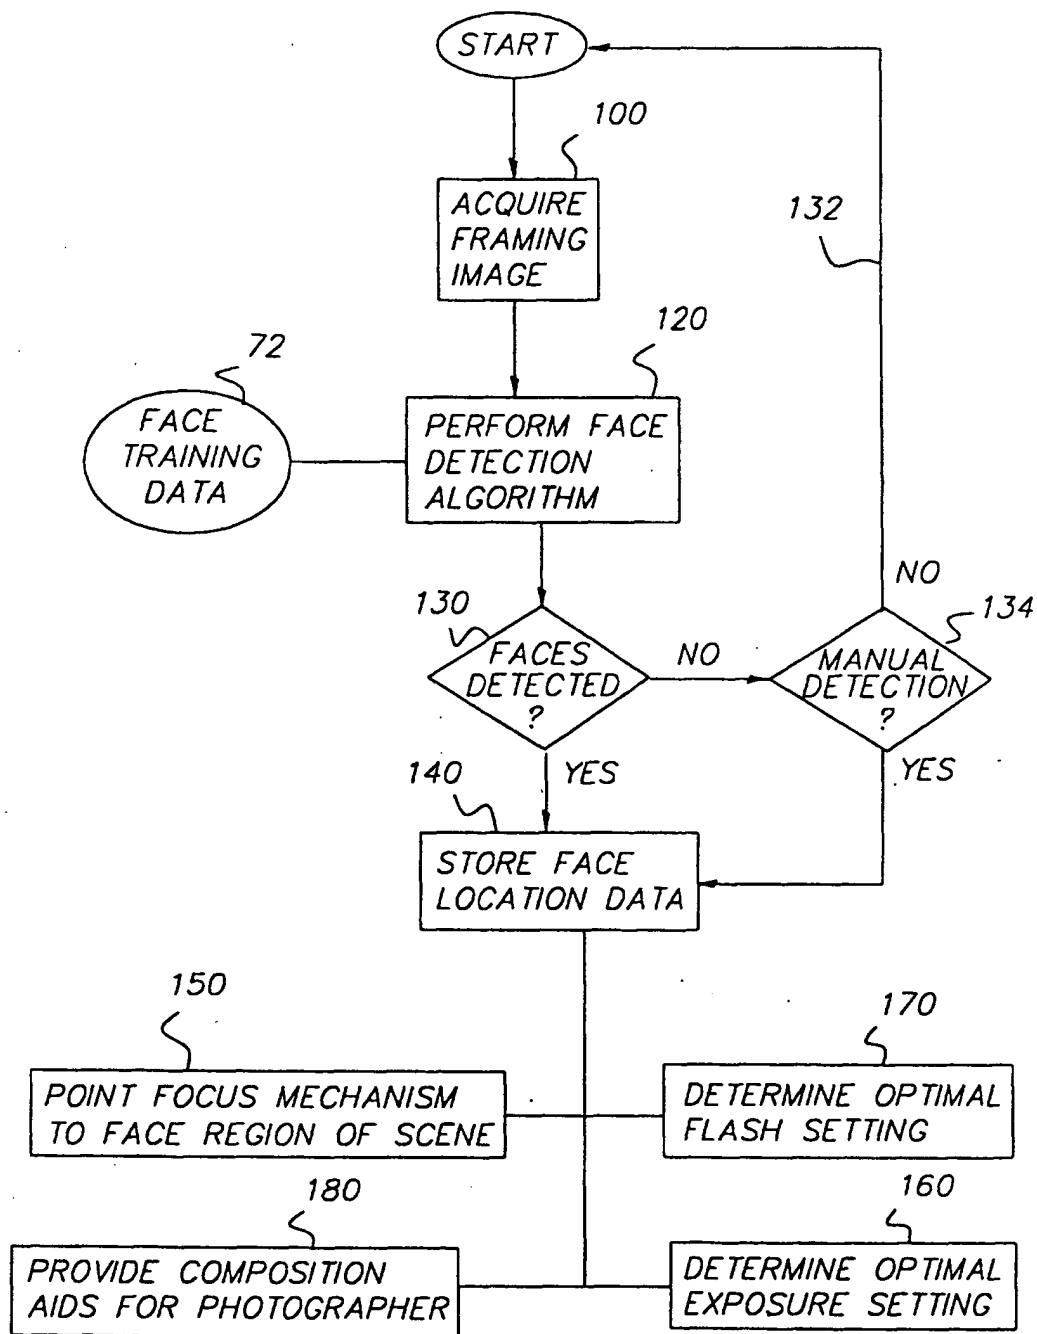 START
100
ACQUIRE
FRAMING
IMAGE
132
120
72
FACE
TRAINING
DATA
PERFORM FACE
DETECTION
ALGORITHM
NO
130
134
FACES
DETECTED
?
NO
MANUAL
DETECTION
?
140
YES
YES
STORE FACE
LOCATION DATA
150
170
POINT FOCUS MECHANISM
TO FACE REGION OF SCENE
DETERMINE OPTIMAL
FLASH SETTING
180
160
PROVIDE COMPOSITION
AIDS FOR PHOTOGRAPHER
DETERMINE OPTIMAL
EXPOSURE SETTING